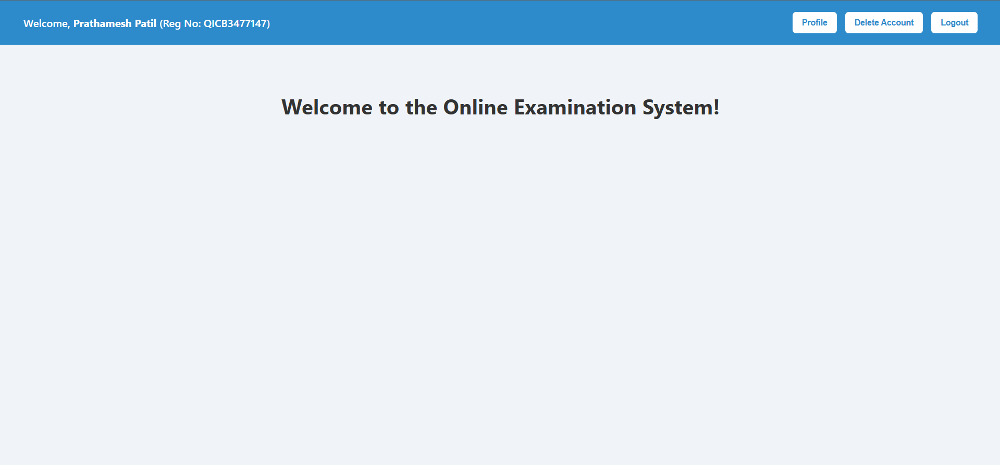 Welcome, Prathamesh Patil (Reg No: QICB3477147)
Profile
Delete Account
Logout
Welcome to the Online Examination System!